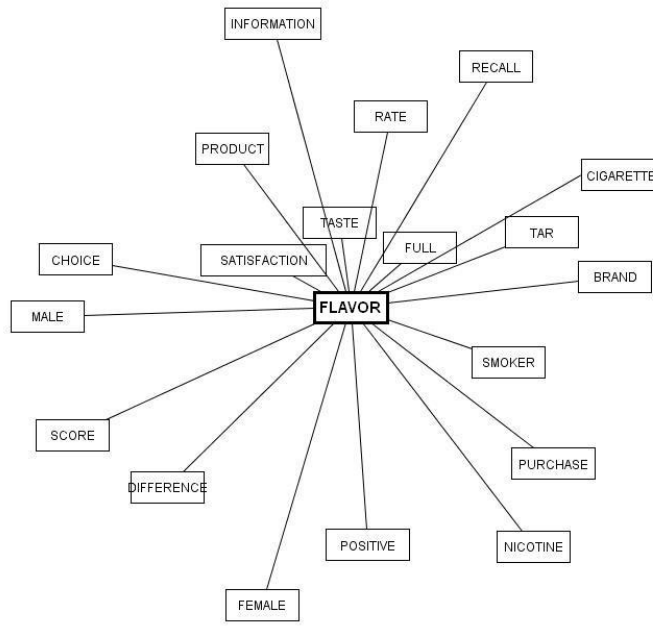 INFORMATION
RECALL
RATE
PRODUCT
CIGARETTE
TASTE
TAR
FULL
CHOICE
SATISFACTION
BRAND
FLAVOR
MALE
SMOKER
SCORE
PURCHASE
DIFFERENCE
POSITIVE
NICOTINE
FEMALE